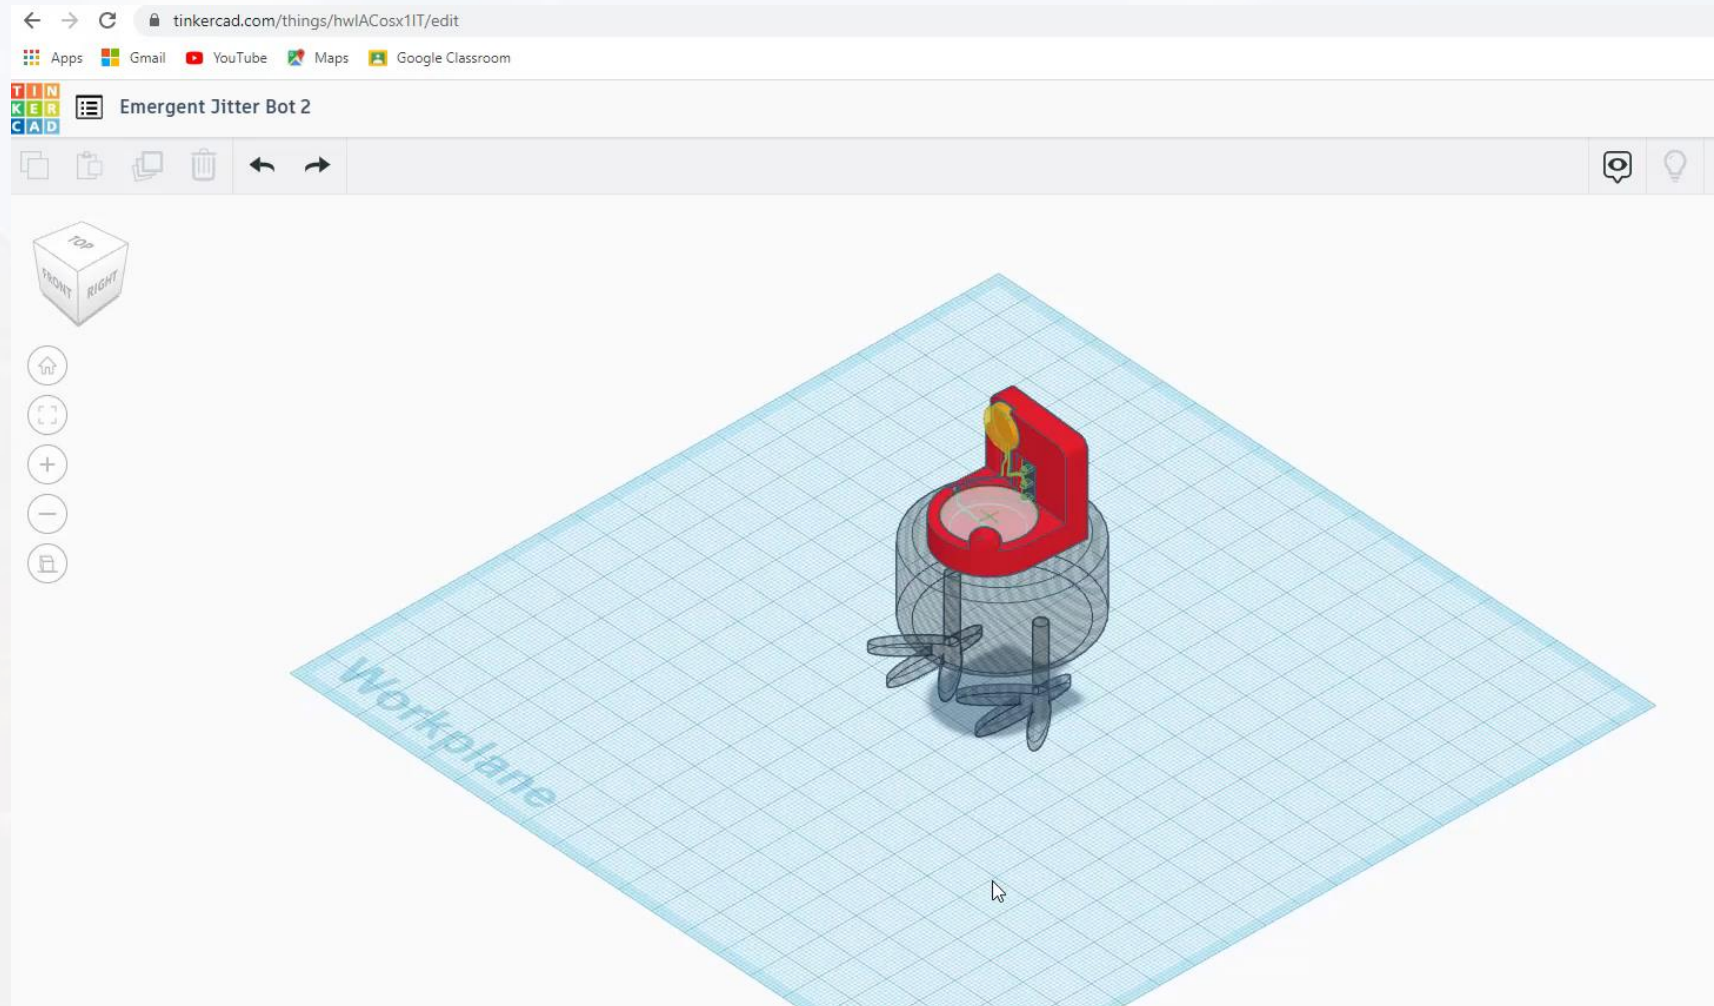 tinkercad.com/things/hwlACosx1lT/edit
Apps Gmail YouTube Maps Google Classroom
TIN
KER
CAD
Emergent Jitter Bot 2
TOP
FRONT RIGHT
Workplane